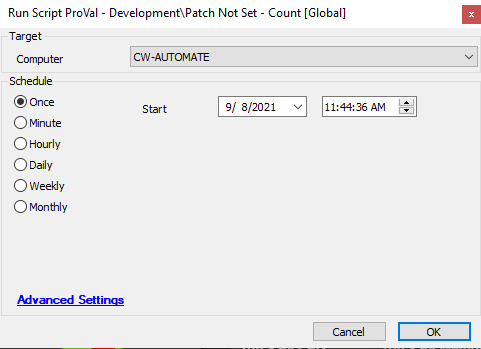 Run Script ProVal - Development\Patch Not Set - Count [Global]
x
Target
Computer
CW-AUTOMATE
Schedule
Once
Start
9/ 8/2021
11:44:36 AM
Minute
Hourly
Daily
Weekly
Monthly
Advanced Settings
Cancel
OK